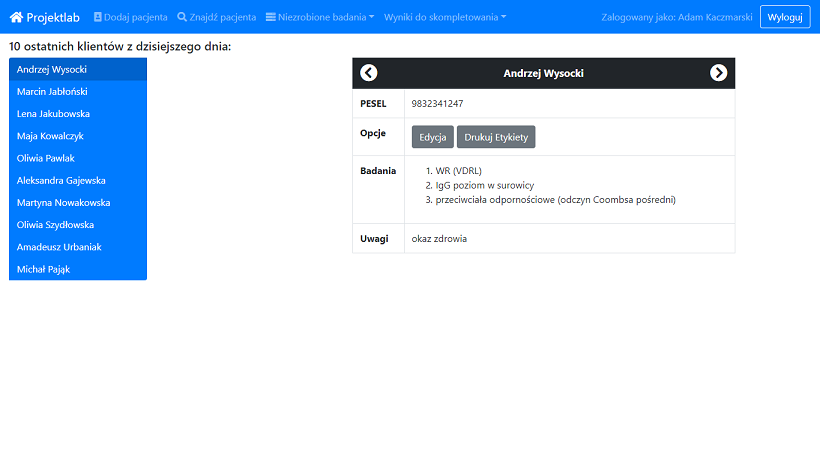 Projektlab Dodaj pacjenta Znajdź pacjenta Niezrobione badania Wyniki do skompletowania Zalogowany jako: Adam Kaczmarski Wyloguj
10 ostatnich klientów z dzisiejszego dnia:
Andrzej Wysocki
Marcin Jabłoński
Lena Jakubowska
Maja Kowalczyk
Oliwia Pawlak
Aleksandra Gajewska
Martyna Nowakowska
Oliwia Szydłowska
Amadeusz Urbaniak
Michał Pająk
Andrzej Wysocki
PESEL 9832341247
Opcje Edycja Drukuj Etykiety
Badania 1. WR (VDRL)
2. IgG poziom w surowicy
3. przeciwciała odpornościowe (odczyn Coombsa pośredni)
Uwagi okaz zdrowia